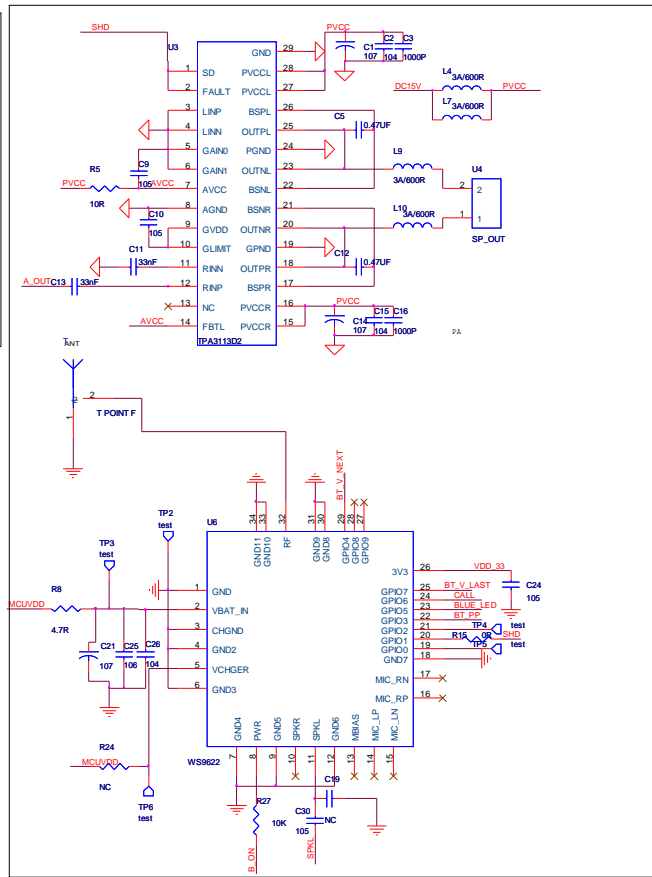 SHD
U3
PVCC
C2
C3
C1
107
104
1000P
L4
3A/600R
DC15V
PVCC
L7
3A/600R
GND 29
1 SD
PVCCL 28
2 FAULT
PVCCL 27
3 LINP
BSPL 26
4 LINN
OUTPL 25
5 GAIN0
PGND 24
6 GAIN1
OUTNL 23
7 AVCC
BSNL 22
8 AGND
BSNR 21
9 GVDD
OUTNR 20
10 GLIMIT
GPND 19
11 RINN
OUTPR 18
12 RINP
BSPR 17
13 NC
PVCCR 16
14 FBTL
PVCCR 15
TPA3113D2
C5
0.47UF
L9
3A/600R
U4
2 2
1 1
SP_OUT
L10
3A/600R
C12
0.47UF
R5
PVCC
10R
C9
105
AVCC
C10
105
C11
33nF
A_OUT
C13
33nF
AVCC
PVCC
C15
C16
C14
107
104
1000P
PA
ANT
2
T POINT F
1
BT_V_NEXT
34 33 32 31 30 29 28 27
GND11
GND10
RF
GND9
GND8
GPIO4
GPIO8
GPIO9
U6
TP2
test
TP3
test
R8
MCUVDD
4.7R
C21
107
C25
106
C26
104
1 GND
2 VBAT_IN
3 CHGND
4 GND2
5 VCHGER
6 GND3
3V3 26 VDD_33
C24
105
GPIO7 25 BT_V_LAST
GPIO6 24 CALL
GPIO5 23 BLUE_LED
GPIO3 22 BT_PP
GPIO2 21 TP4 test
GPIO1 20 R15 0R SHD
GPIO0 19 TP5 test
GND7 18
MIC_RN 17
MIC_RP 16
GND4
PWR
GND5
SPKR
SPKL
GND6
MBIAS
MIC_LP
MIC_LN
7 8 9 10 11 12 13 14 15
WS9622
R24
MCUVDD
NC
TP6
test
R27
10K
B_ON
C30
105
SPKL
C19
NC